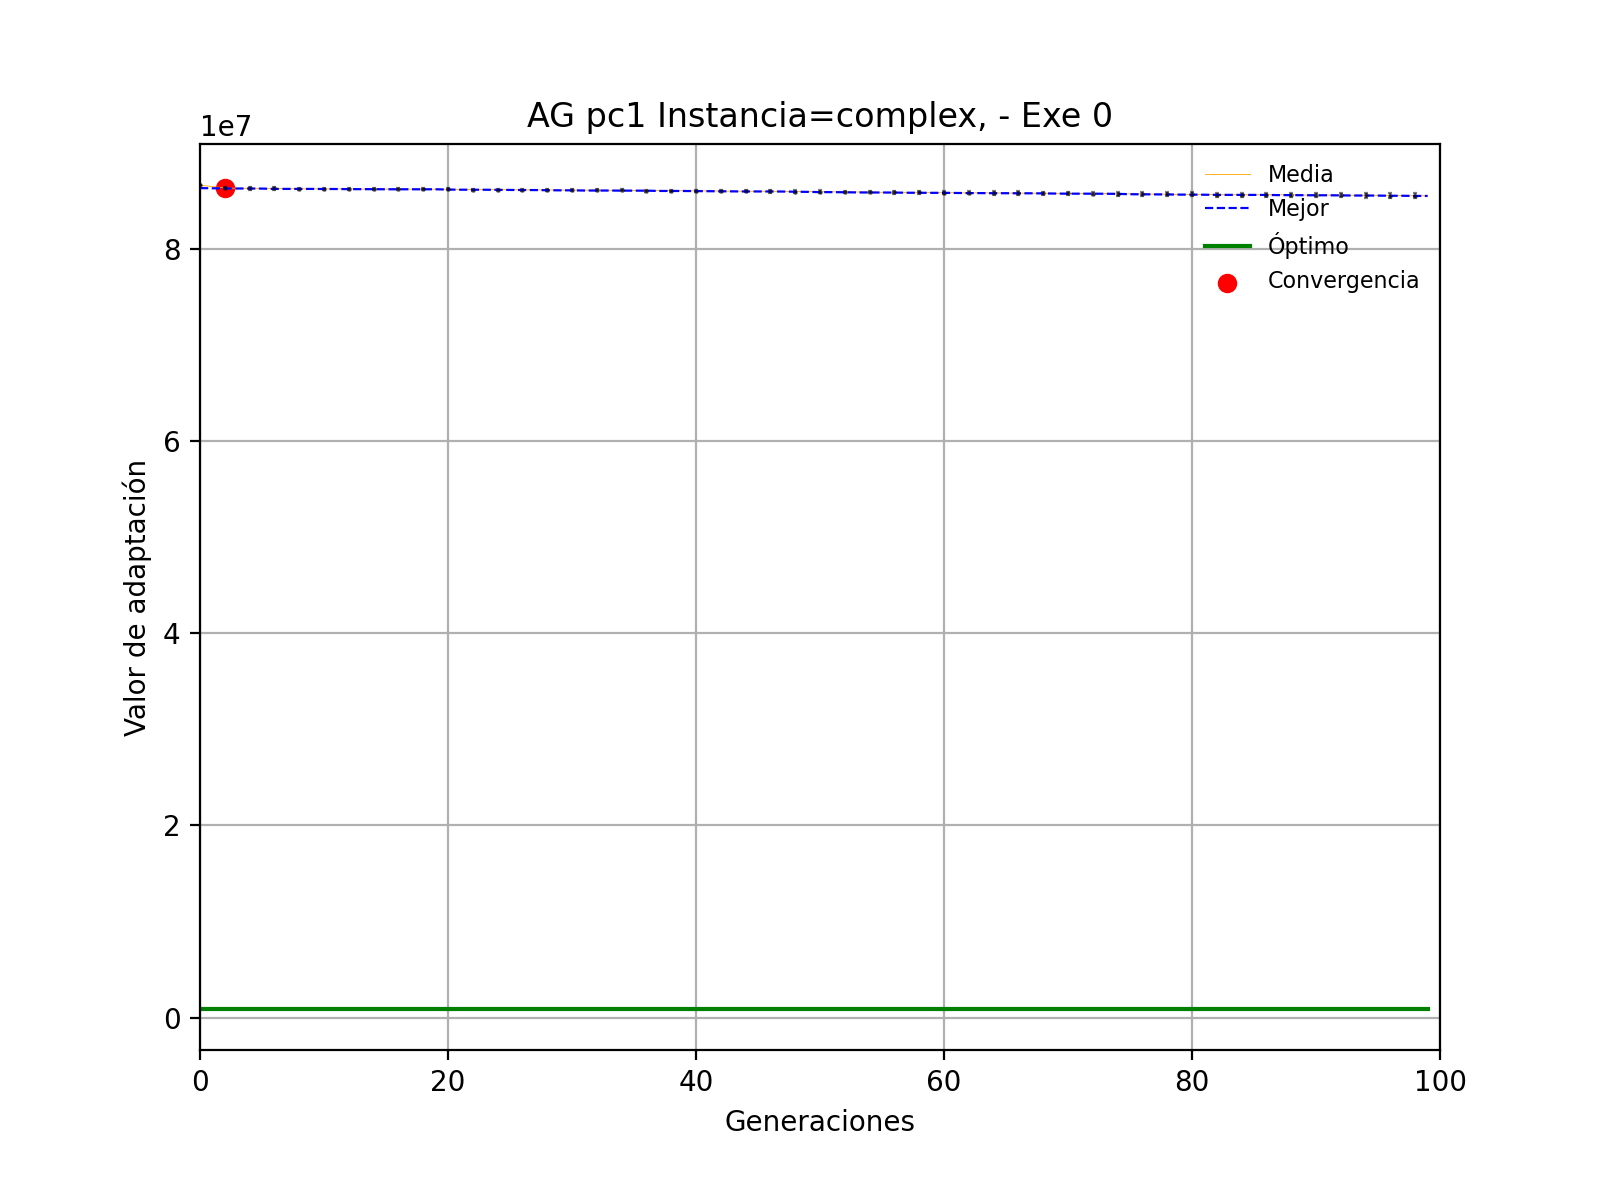 AG pc1 Instancia=complex, - Exe 0
1e7
Media
Mejor
Óptimo
Convergencia
8
6
4
2
0
Valor de adaptación
0 20 40 60 80 100
Generaciones